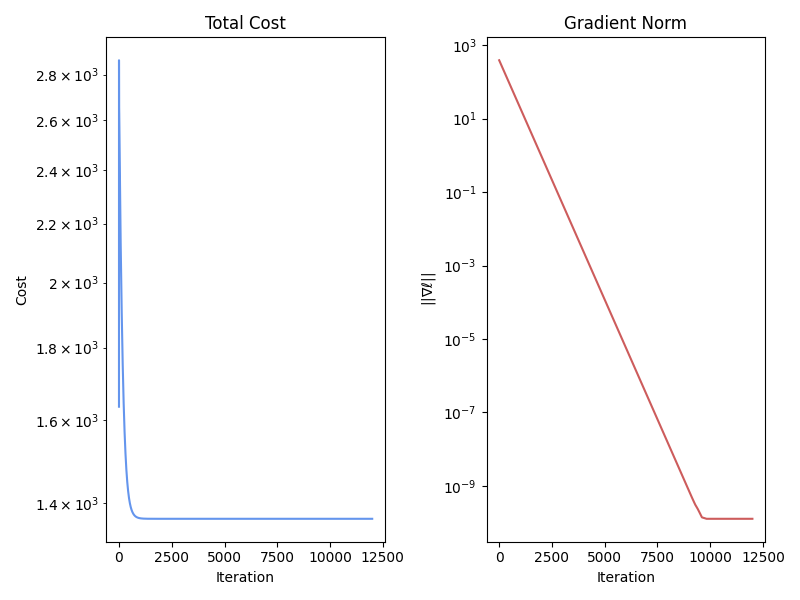 Total Cost
2.8 × 10³
2.6 × 10³
2.4 × 10³
2.2 × 10³
2 × 10³
1.8 × 10³
1.6 × 10³
1.4 × 10³
Cost
0 2500 5000 7500 10000 12500
Iteration
Gradient Norm
10³
10¹
10⁻¹
10⁻³
10⁻⁵
10⁻⁷
10⁻⁹
||∇ℓ||
0 2500 5000 7500 10000 12500
Iteration